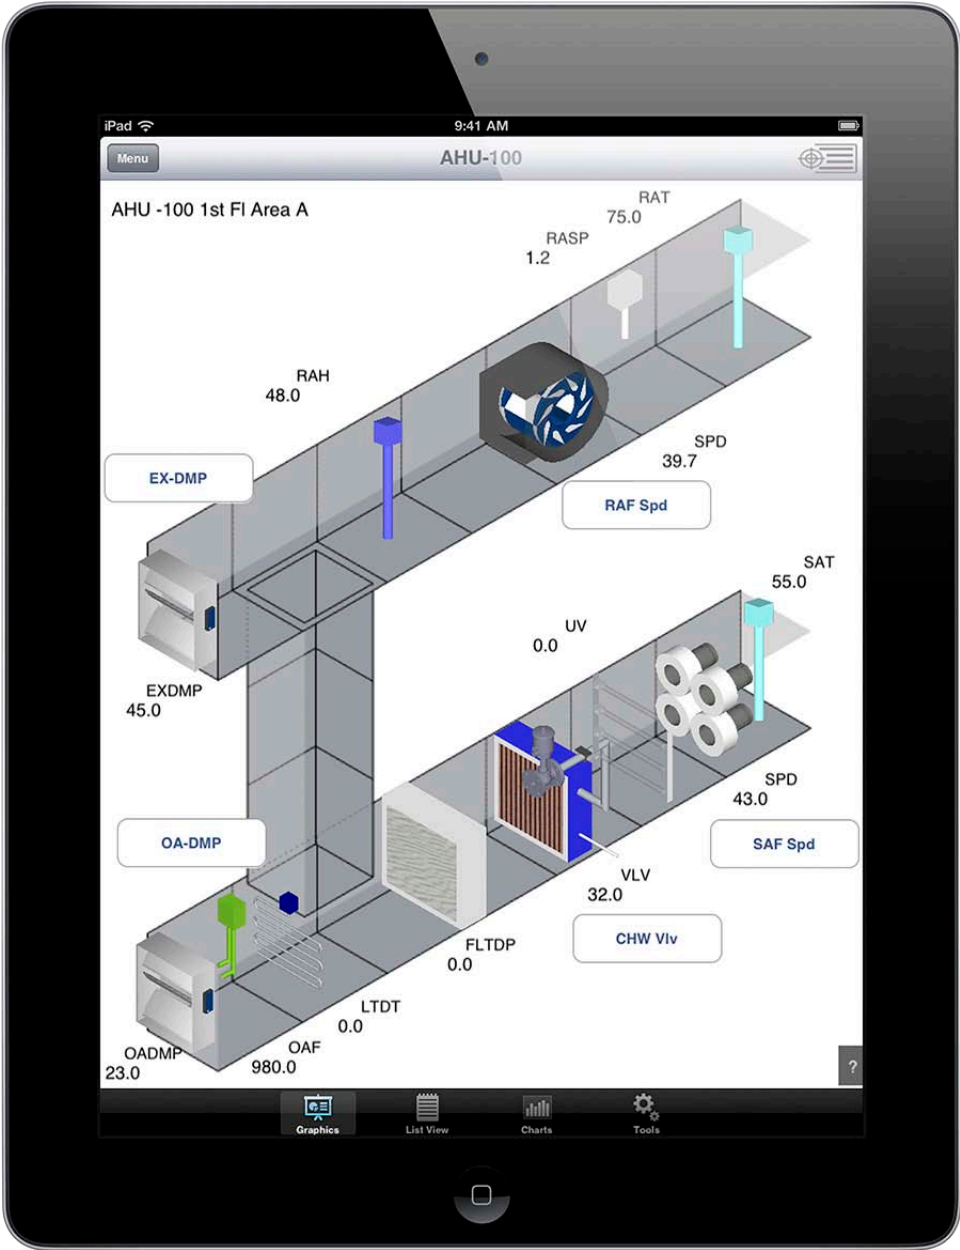 iPad
9:41 AM
Menu
AHU-100
AHU -100 1st Fl Area A
RAT
75.0
RASP
1.2
RAH
48.0
SPD
39.7
EX-DMP
RAF Spd
SAT
55.0
UV
0.0
EXDMP
45.0
SPD
43.0
OA-DMP
SAF Spd
VLV
32.0
CHW Vlv
FLTDP
0.0
LTDT
0.0
OAF
980.0
OADMP
23.0
?
Graphics
List View
Charts
Tools